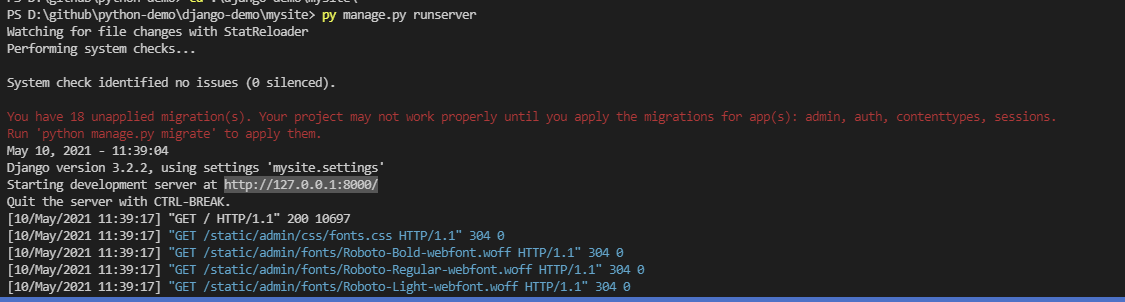 PS D:\github\python-demo> cd .\django-demo\mysite\
PS D:\github\python-demo\django-demo\mysite> py manage.py runserver
Watching for file changes with StatReloader
Performing system checks...
System check identified no issues (0 silenced).
You have 18 unapplied migration(s). Your project may not work properly until you apply the migrations for app(s): admin, auth, contenttypes, sessions.
Run 'python manage.py migrate' to apply them.
May 10, 2021 - 11:39:04
Django version 3.2.2, using settings 'mysite.settings'
Starting development server at http://127.0.0.1:8000/
Quit the server with CTRL-BREAK.
[10/May/2021 11:39:17] "GET / HTTP/1.1" 200 10697
[10/May/2021 11:39:17] "GET /static/admin/css/fonts.css HTTP/1.1" 304 0
[10/May/2021 11:39:17] "GET /static/admin/fonts/Roboto-Bold-webfont.woff HTTP/1.1" 304 0
[10/May/2021 11:39:17] "GET /static/admin/fonts/Roboto-Regular-webfont.woff HTTP/1.1" 304 0
[10/May/2021 11:39:17] "GET /static/admin/fonts/Roboto-Light-webfont.woff HTTP/1.1" 304 0